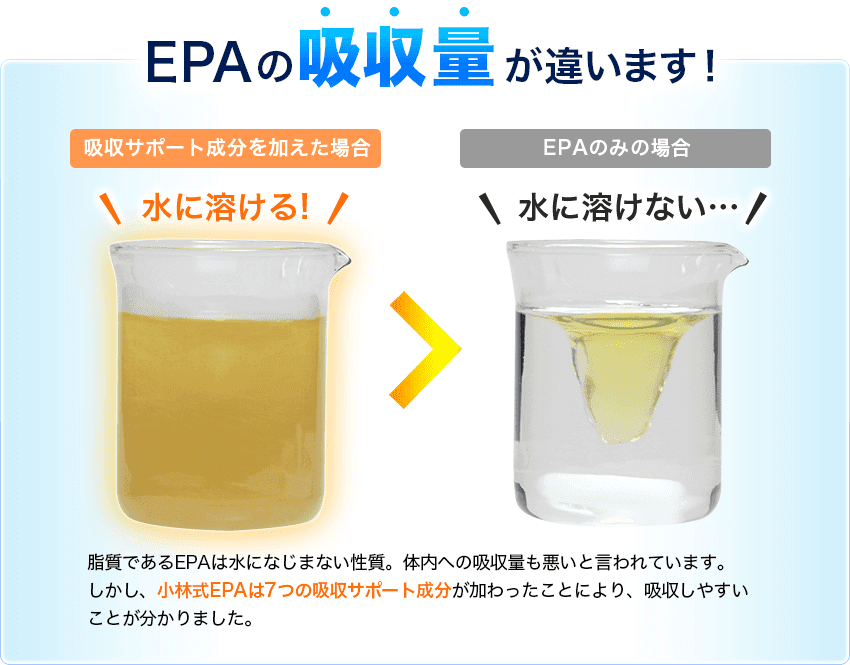 EPAの吸収量が違います!
吸収サポート成分を加えた場合
EPAのみの場合
水に溶ける!
水に溶けない…
脂質であるEPAは水になじまない性質。体内への吸収量も悪いと言われています。
しかし、小林式EPAは7つの吸収サポート成分が加わったことにより、吸収しやすい
ことが分かりました。